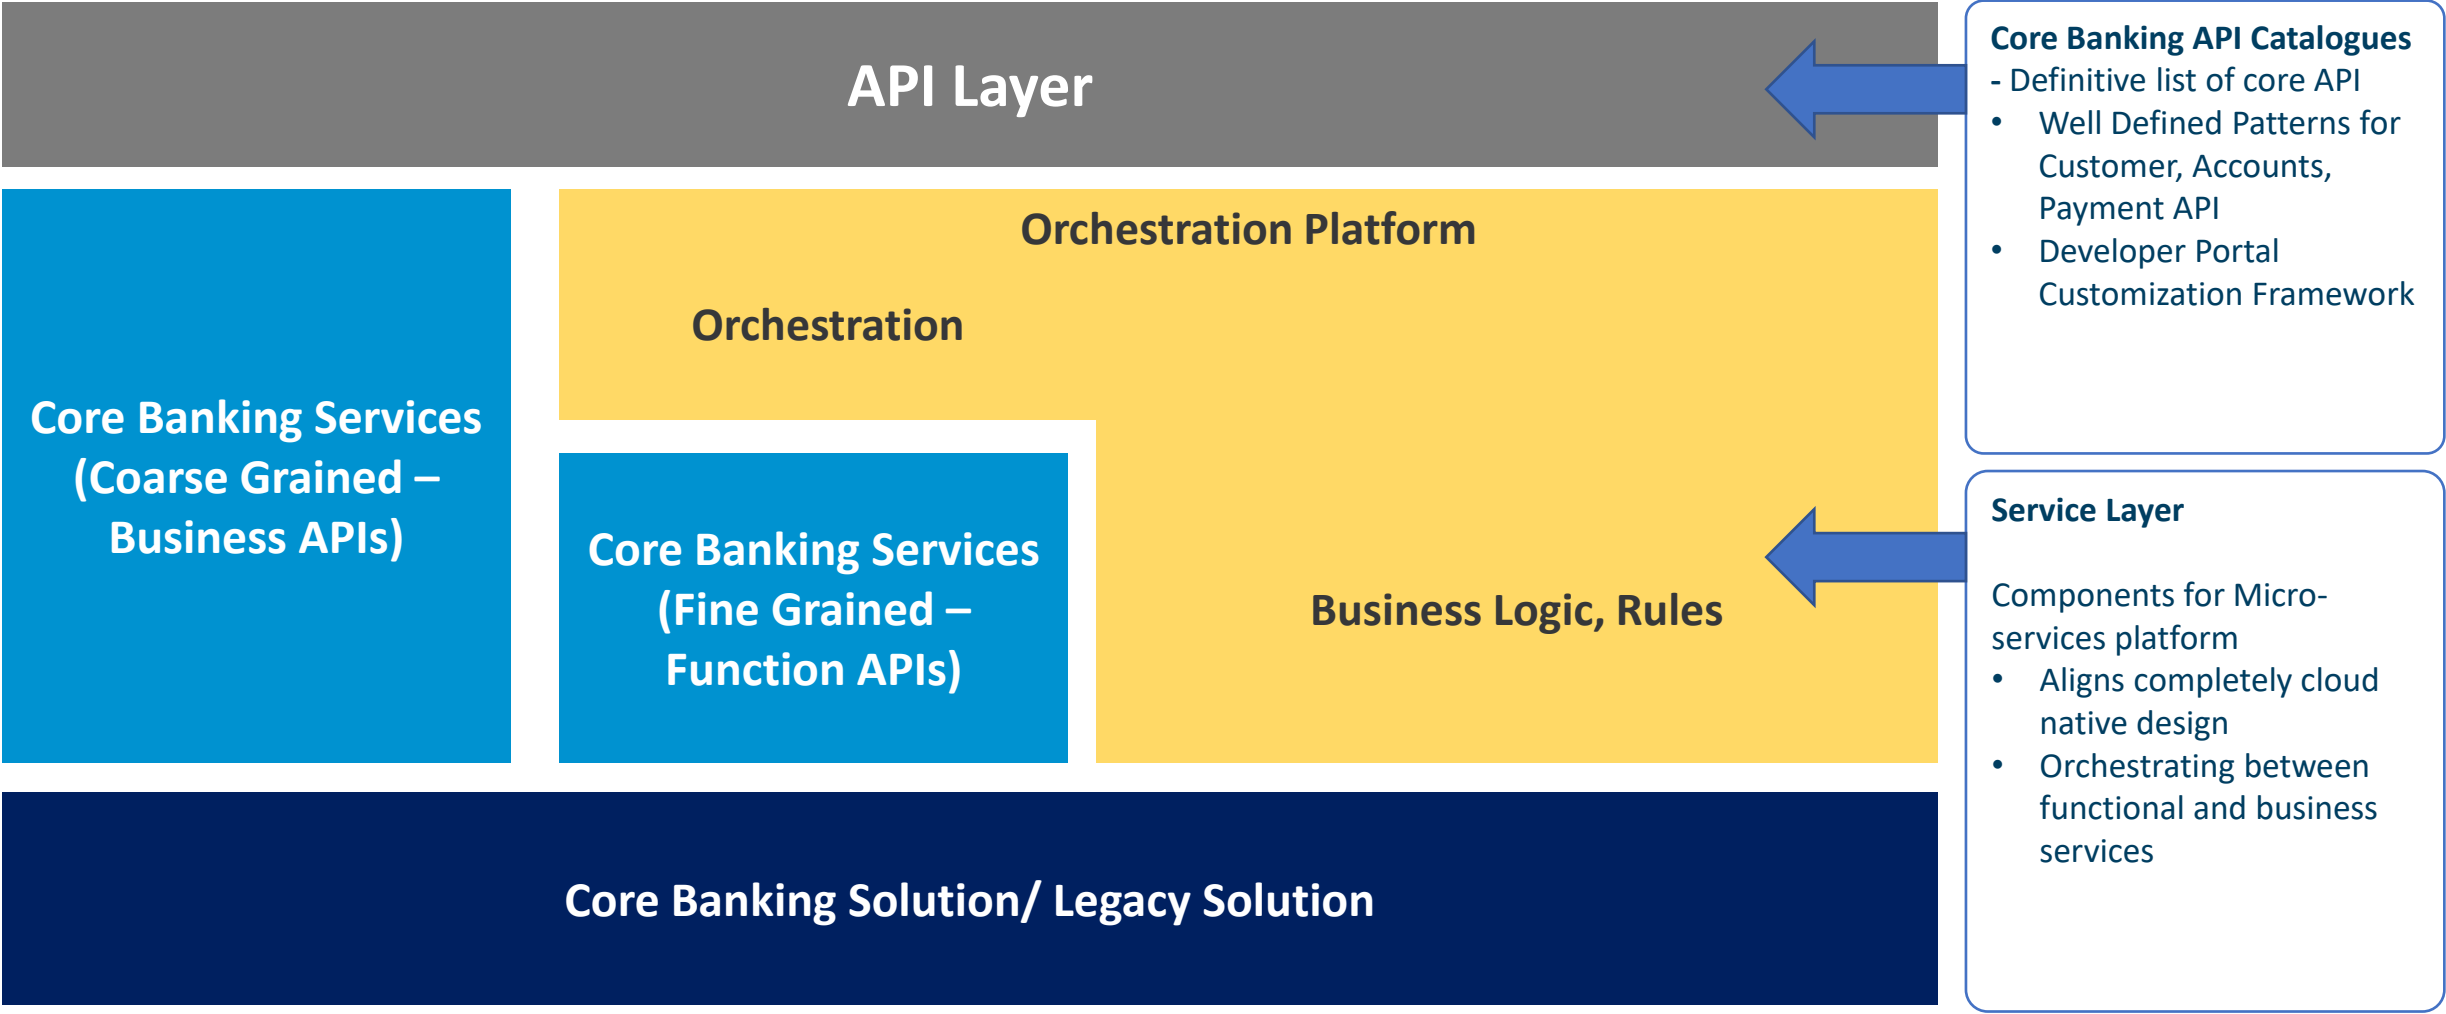 API Layer
Core Banking Services
(Coarse Grained –
Business APIs)
Orchestration Platform
Orchestration
Core Banking Services
(Fine Grained –
Function APIs)
Business Logic, Rules
Core Banking Solution/ Legacy Solution
Core Banking API Catalogues
- Definitive list of core API
• Well Defined Patterns for
Customer, Accounts,
Payment API
• Developer Portal
Customization Framework
Service Layer
Components for Micro-
services platform
• Aligns completely cloud
native design
• Orchestrating between
functional and business
services